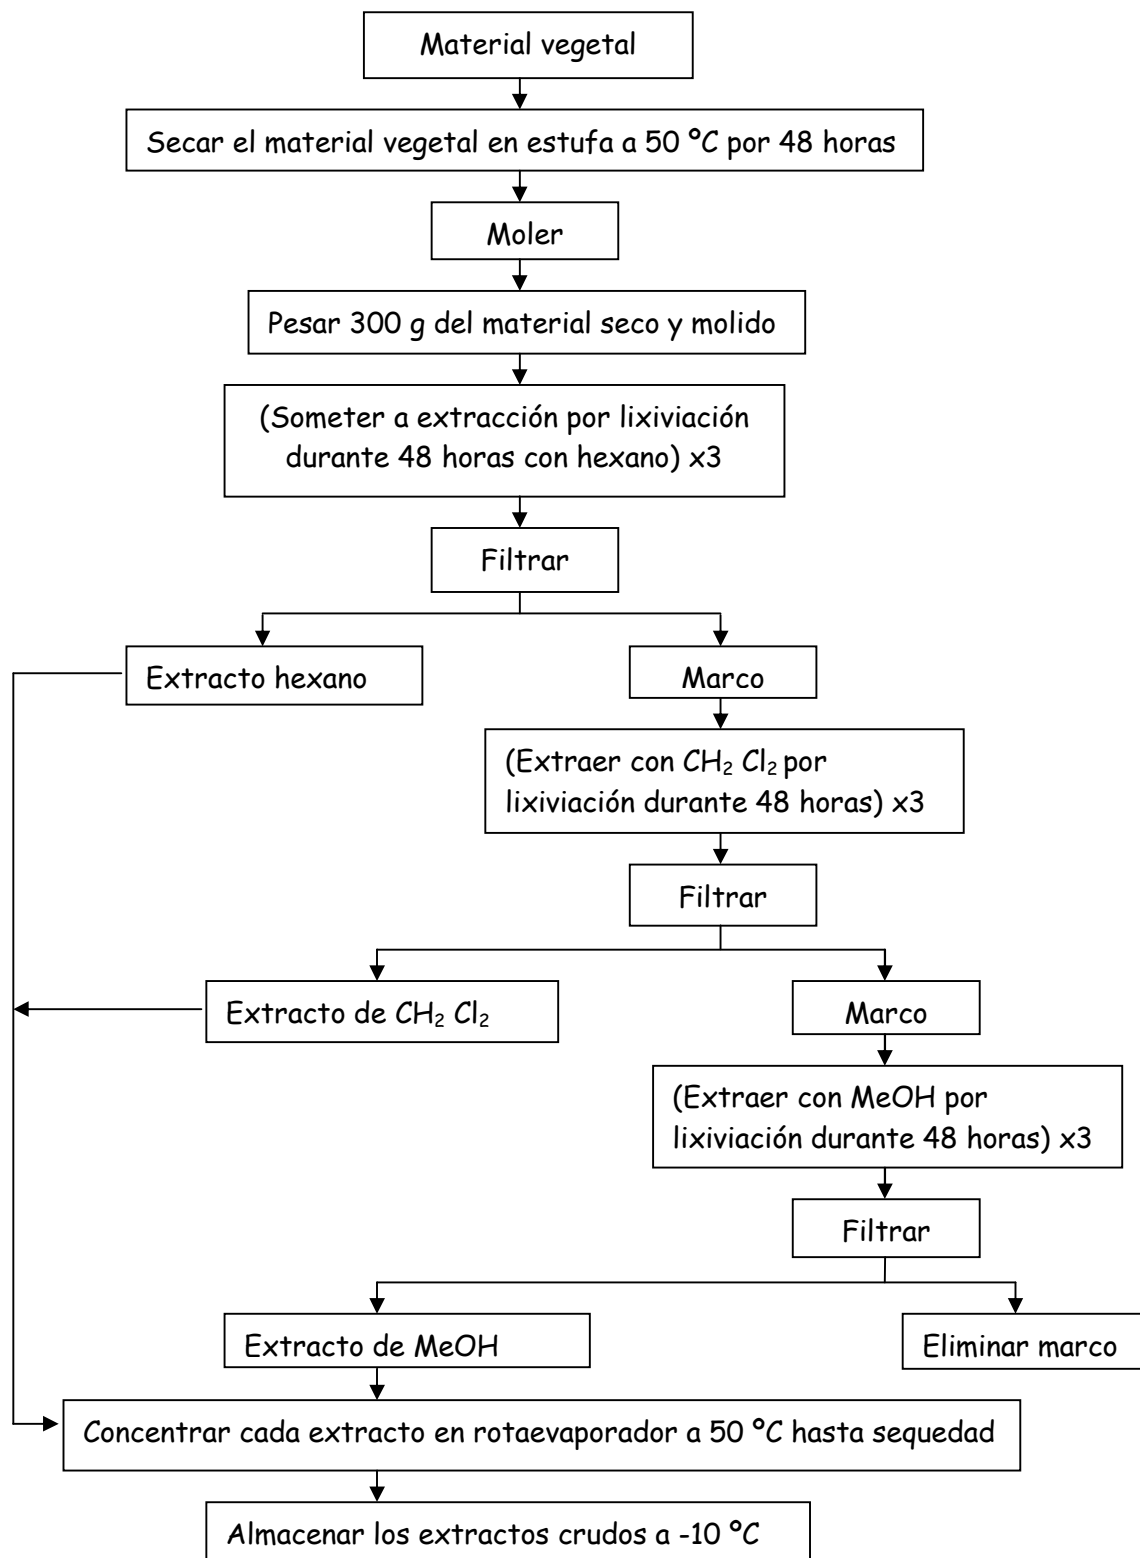 Material vegetal
Secar el material vegetal en estufa a 50 ºC por 48 horas
Moler
Pesar 300 g del material seco y molido
(Someter a extracción por lixiviación
durante 48 horas con hexano) x3
Filtrar
Extracto hexano
Marco
(Extraer con CH₂ Cl₂ por
lixiviación durante 48 horas) x3
Filtrar
Extracto de CH₂ Cl₂
Marco
(Extraer con MeOH por
lixiviación durante 48 horas) x3
Filtrar
Extracto de MeOH
Eliminar marco
Concentrar cada extracto en rotaevaporador a 50 ºC hasta sequedad
Almacenar los extractos crudos a -10 ºC